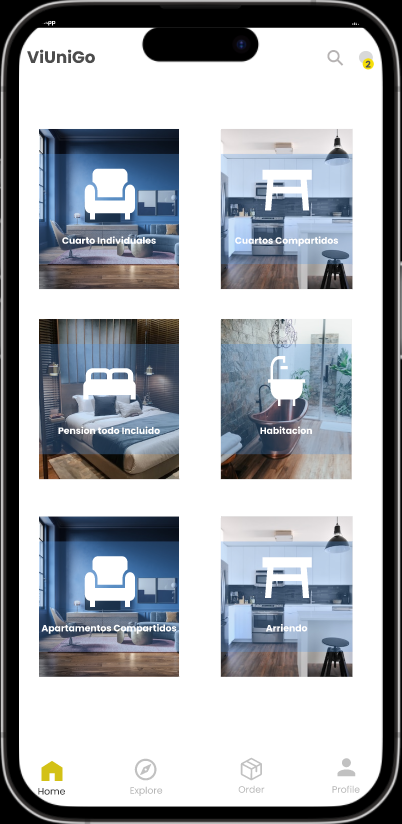 ViUniGo
2
Cuarto Individuales
Cuartos Compartidos
Pension todo Incluido
Habitacion
Apartamentos Compartidos
Arriendo
Home
Explore
Order
Profile